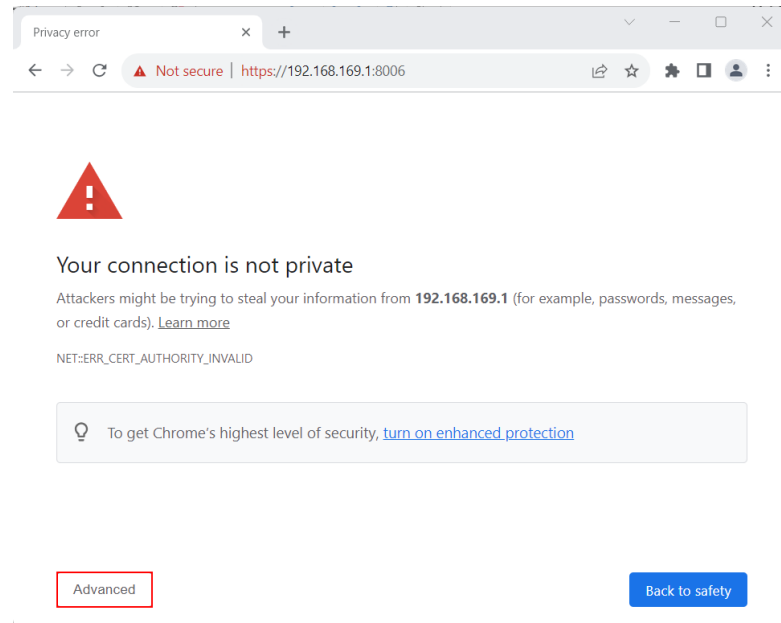 Privacy error
Not secure | https://192.168.169.1:8006
Your connection is not private
Attackers might be trying to steal your information from 192.168.169.1 (for example, passwords, messages,
or credit cards). Learn more
NET::ERR_CERT_AUTHORITY_INVALID
To get Chrome's highest level of security, turn on enhanced protection
Advanced
Back to safety